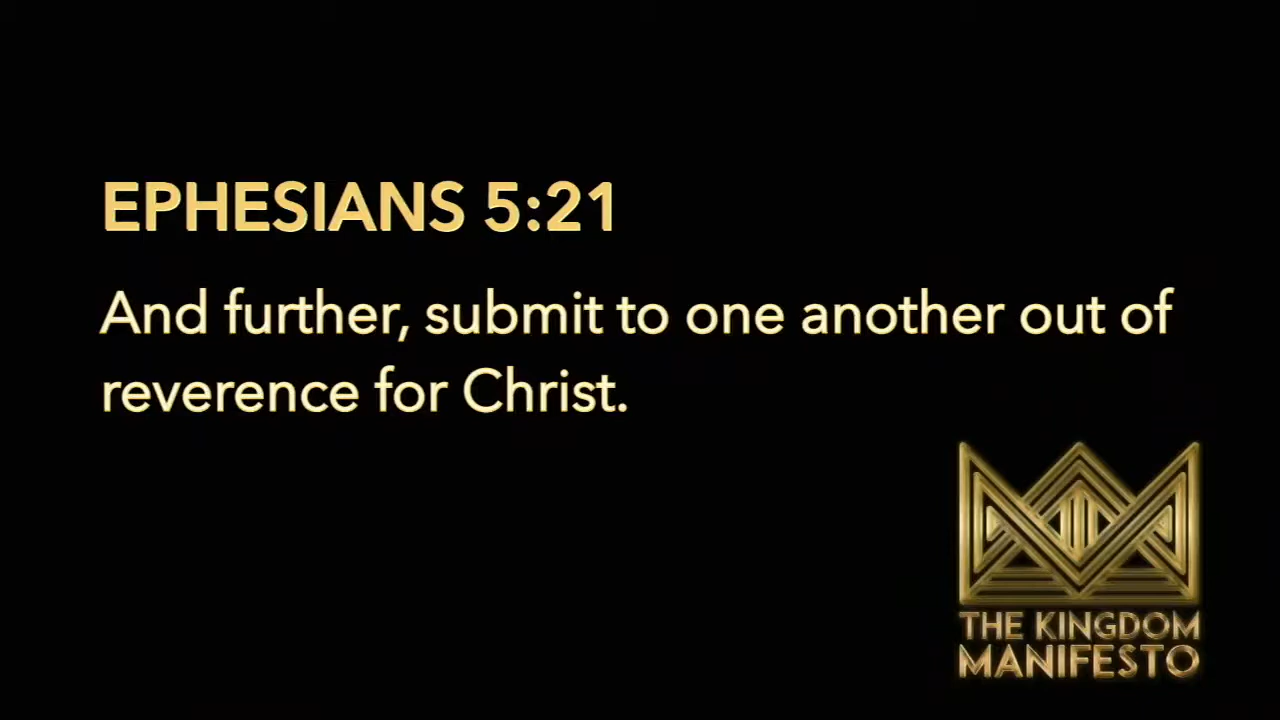 EPHESIANS 5:21
And further, submit to one another out of
reverence for Christ.
THE KINGDOM
MANIFESTO